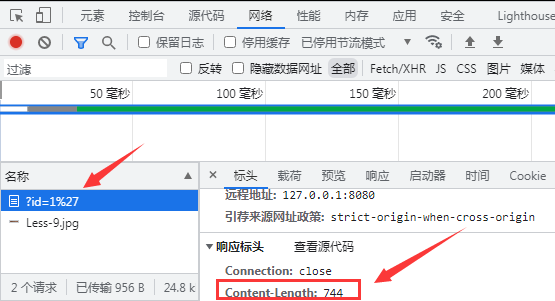 元素 控制台 源代码 网络 性能 内存 应用 安全 Lighthouse
保留日志 停用缓存 已停用节流模式
过滤 反转 隐藏数据网址 全部 Fetch/XHR JS CSS 图片 媒体
50 毫秒 100 毫秒 150 毫秒 200 毫秒
名称
?id=1%27
Less-9.jpg
2 个请求 已传输 956 B 24.8 k
标头 载荷 预览 响应 启动器 时间 Cookie
远程地址: 127.0.0.1:8080
引荐来源网址政策: strict-origin-when-cross-origin
响应标头 查看源代码
Connection: close
Content-Length: 744